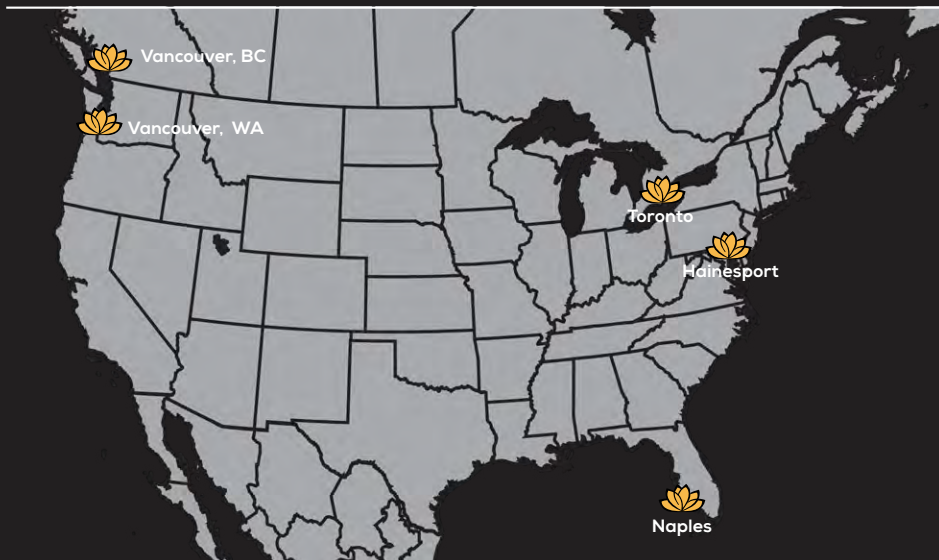 Vancouver, BC
Vancouver, WA
Toronto
Hainesport
Naples